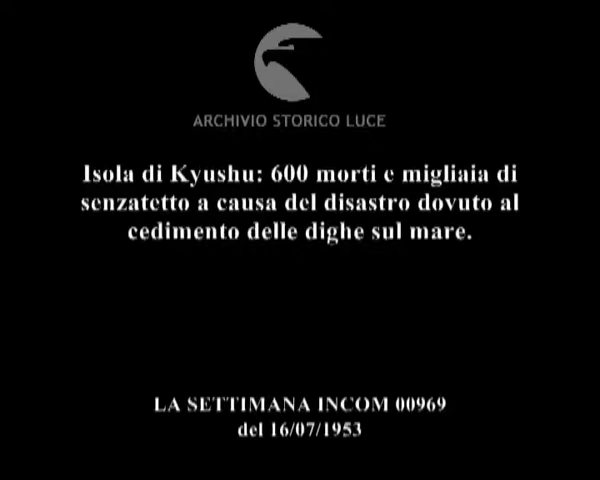 ARCHIVIO STORICO LUCE
Isola di Kyushu: 600 morti e migliaia di
senzatetto a causa del disastro dovuto al
cedimento delle dighe sul mare.
LA SETTIMANA INCOM 00969
del 16/07/1953